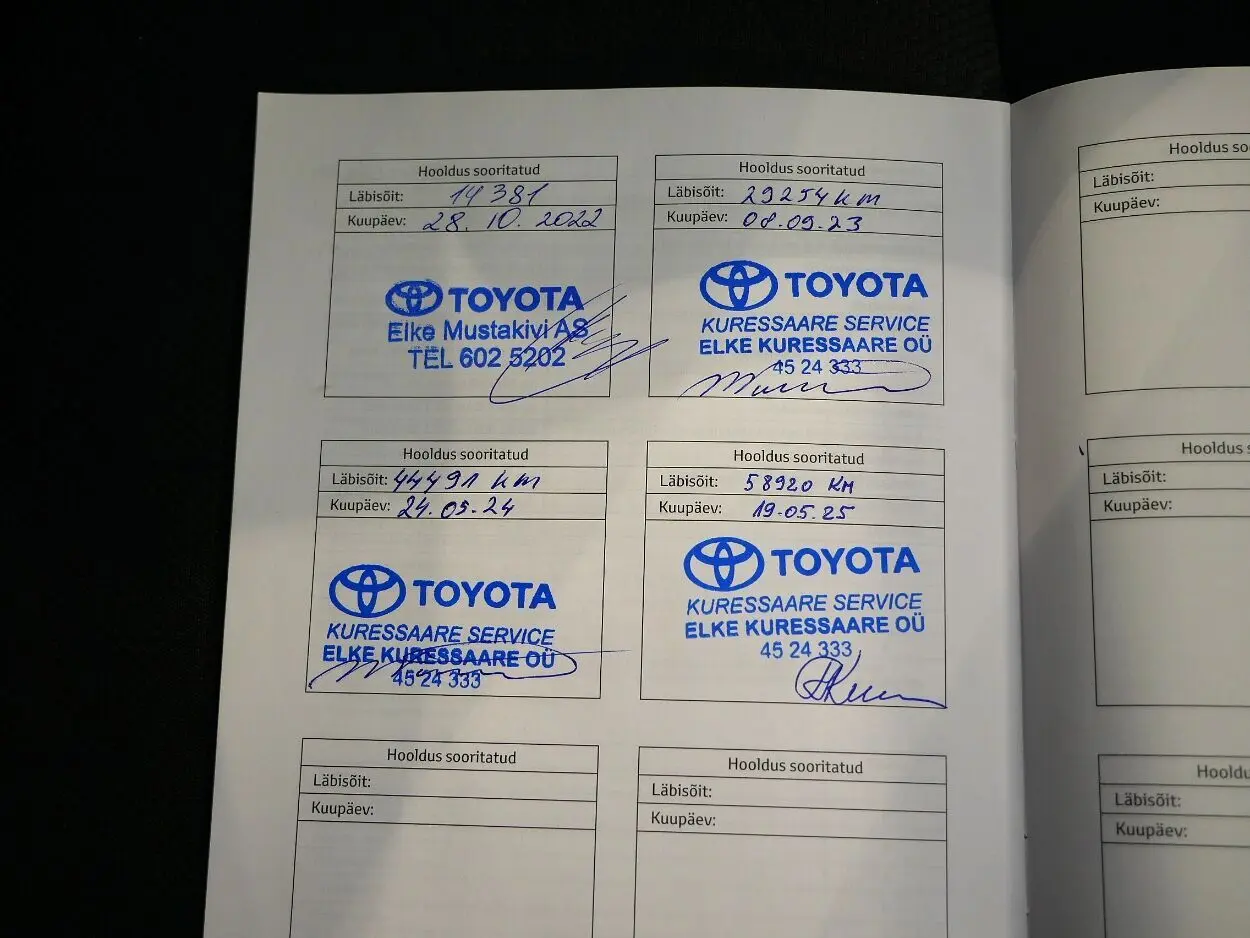 Hooldus sooritatud
Läbisõit: 14 381
Kuupäev: 28. 10. 2022
TOYOTA
Elke Mustakivi AS
TEL 602 5202
Hooldus sooritatud
Läbisõit: 29254 km
Kuupäev: 08.09.23
TOYOTA
KURESSAARE SERVICE
ELKE KURESSAARE OÜ
45 24 333
Hooldus sooritatud
Läbisõit: 44491 km
Kuupäev: 24.05.24
TOYOTA
KURESSAARE SERVICE
ELKE KURESSAARE OÜ
45 24 333
Hooldus sooritatud
Läbisõit: 58920 KM
Kuupäev: 19.05.25
TOYOTA
KURESSAARE SERVICE
ELKE KURESSAARE OÜ
45 24 333
Hooldus sooritatud
Läbisõit:
Kuupäev:
Hooldus sooritatud
Läbisõit:
Kuupäev:
Hooldus
Läbisõit:
Kuupäev:
Hooldus
Läbisõit:
Kuupäev:
Läbisõit:
Kuupäev: